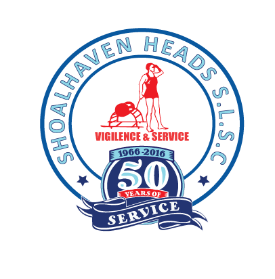 SHOALHAVEN HEADS S.L.S.C
VIGILENCE & SERVICE
1966-2016
50
YEARS OF
SERVICE